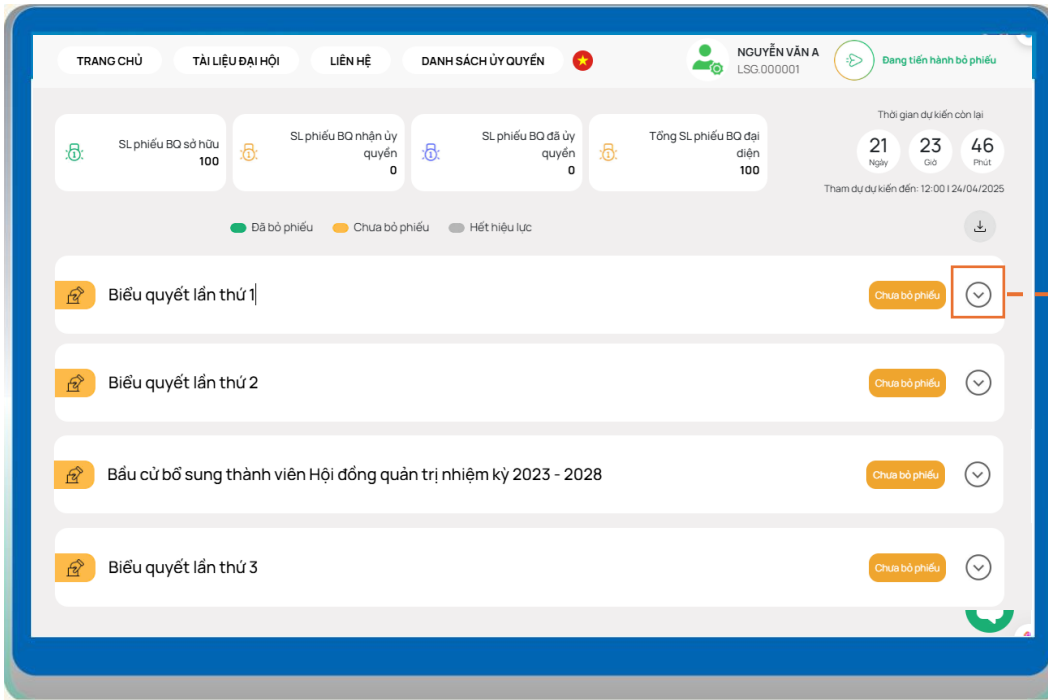 TRANG CHỦ
TÀI LIỆU ĐẠI HỘI
LIÊN HỆ
DANH SÁCH ỦY QUYỀN
NGUYỄN VĂN A
LSG.000001
Đang tiến hành bỏ phiếu
SL phiếu BQ sở hữu
100
SL phiếu BQ nhận ủy
quyền
0
SL phiếu BQ đã ủy
quyền
0
Tổng SL phiếu BQ đại
diện
100
Thời gian dự kiến còn lại
21
Ngày
23
Giờ
46
Phút
Tham dự dự kiến đến: 12:00 | 24/04/2025
Đã bỏ phiếu
Chưa bỏ phiếu
Hết hiệu lực
Biểu quyết lần thứ 1
Chưa bỏ phiếu
Biểu quyết lần thứ 2
Chưa bỏ phiếu
Bầu cử bổ sung thành viên Hội đồng quản trị nhiệm kỳ 2023 - 2028
Chưa bỏ phiếu
Biểu quyết lần thứ 3
Chưa bỏ phiếu